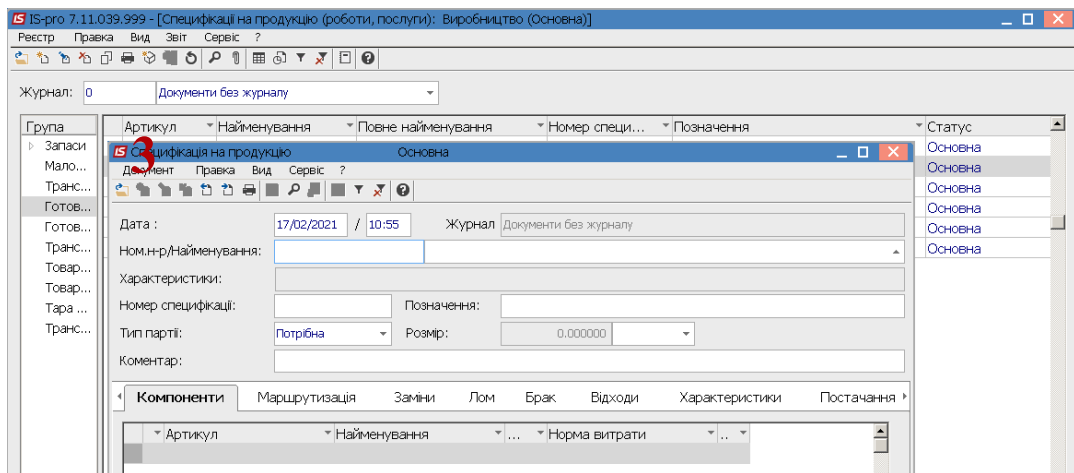 IS-pro 7.11.039.999 - [Специфікації на продукцію (роботи, послуги): Виробництво (Основна)]
Реєстр Правка Вид Звіт Сервіс ?
Журнал: 0 Документи без журналу
Група Артикул Найменування Повне найменування Номер специ... Позначення Статус
Запаси Основна
Мало... Основна
Транс... Основна
Готов... Основна
Готов... Основна
Транс... Основна
Товар...
Товар...
Тара ...
Транс...
Специфікація на продукцію Основна
3
Документ Правка Вид Сервіс ?
Дата : 17/02/2021 / 10:55 Журнал Документи без журналу
Ном.н-р/Найменування:
Характеристики:
Номер специфікації: Позначення:
Тип партії: Потрібна Розмір: 0.000000
Коментар:
Компоненти Маршрутизація Заміни Лом Брак Відходи Характеристики Постачання
Артикул Найменування ... Норма витрати ..